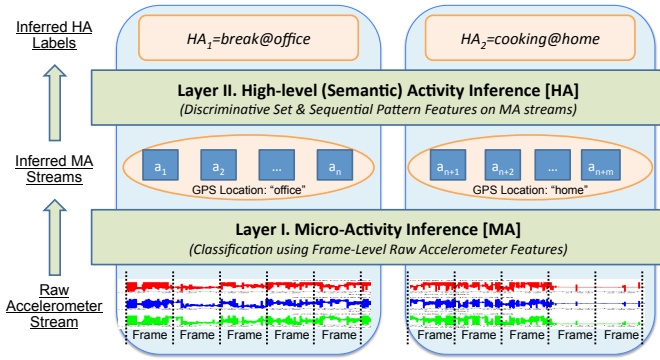 Inferred HA
Labels
HA1=break@office
HA2=cooking@home
Layer II. High-level (Semantic) Activity Inference [HA]
(Discriminative Set & Sequential Pattern Features on MA streams)
Inferred MA
Streams
a1 a2 ... an
GPS Location: "office"
an+1 an+2 ... an+m
GPS Location: "home"
Layer I. Micro-Activity Inference [MA]
(Classification using Frame-Level Raw Accelerometer Features)
Raw
Accelerometer
Stream
Frame Frame Frame Frame Frame
Frame Frame Frame Frame Frame